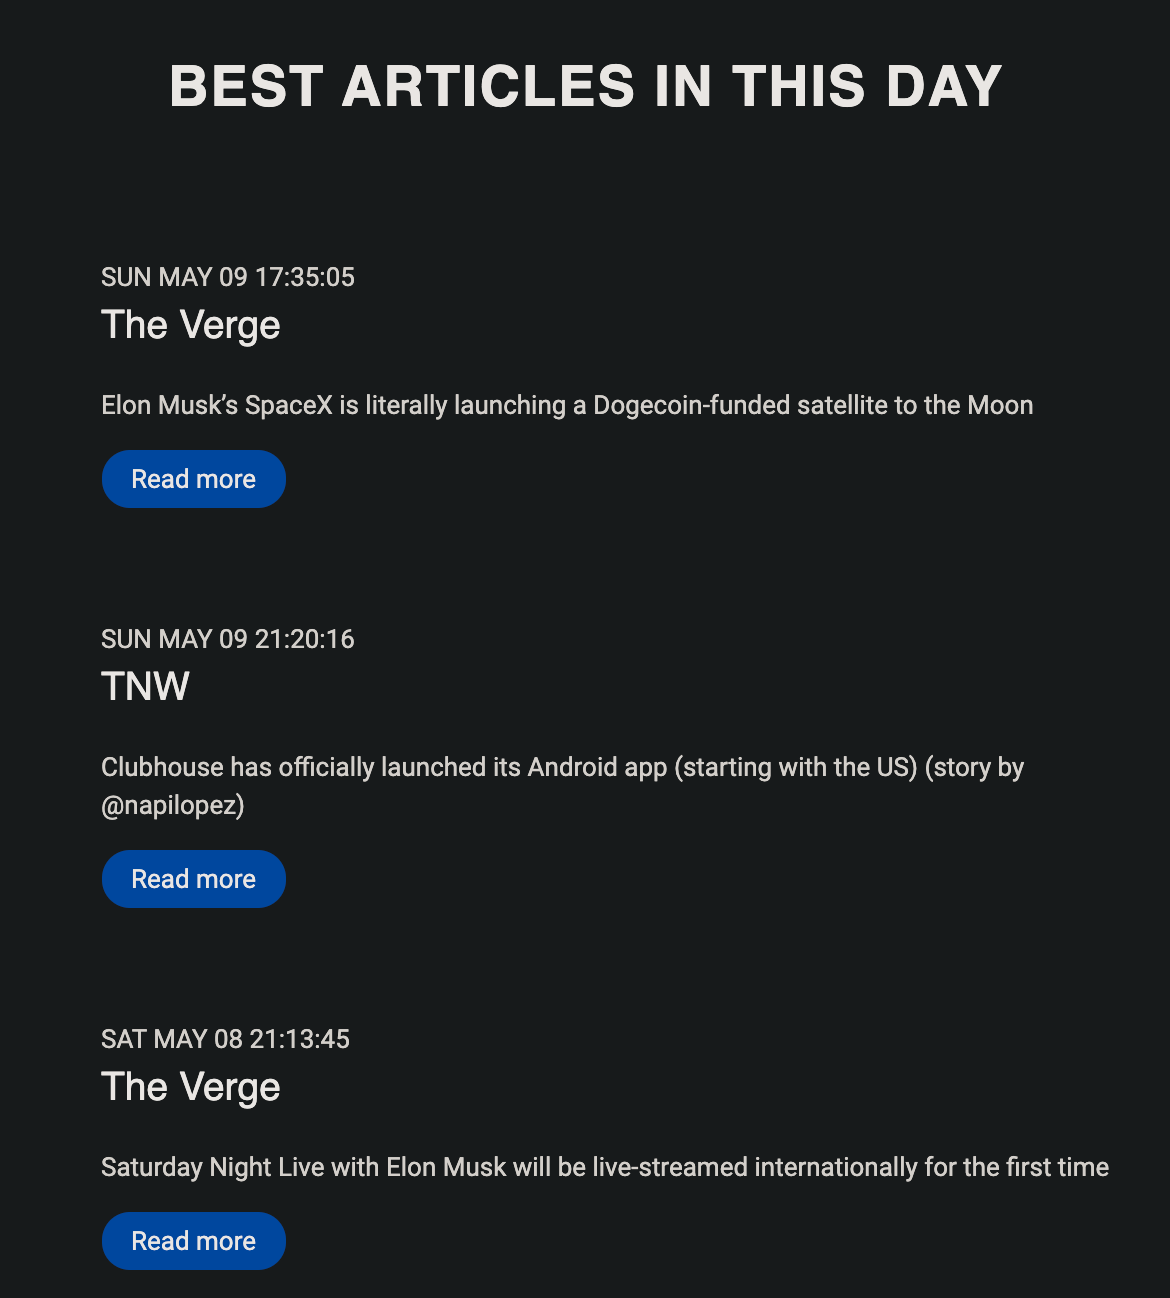 BEST ARTICLES IN THIS DAY
SUN MAY 09 17:35:05
The Verge
Elon Musk’s SpaceX is literally launching a Dogecoin-funded satellite to the Moon
Read more
SUN MAY 09 21:20:16
TNW
Clubhouse has officially launched its Android app (starting with the US) (story by
@napilopez)
Read more
SAT MAY 08 21:13:45
The Verge
Saturday Night Live with Elon Musk will be live-streamed internationally for the first time
Read more